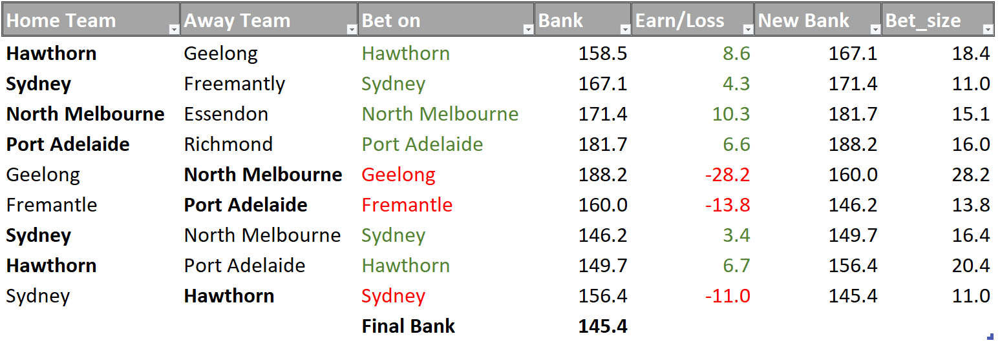 Home Team Away Team Bet on Bank Earn/Loss New Bank Bet_size
Hawthorn Geelong Hawthorn 158.5 8.6 167.1 18.4
Sydney Freemantly Sydney 167.1 4.3 171.4 11.0
North Melbourne Essendon North Melbourne 171.4 10.3 181.7 15.1
Port Adelaide Richmond Port Adelaide 181.7 6.6 188.2 16.0
Geelong North Melbourne Geelong 188.2 -28.2 160.0 28.2
Fremantle Port Adelaide Fremantle 160.0 -13.8 146.2 13.8
Sydney North Melbourne Sydney 146.2 3.4 149.7 16.4
Hawthorn Port Adelaide Hawthorn 149.7 6.7 156.4 20.4
Sydney Hawthorn Sydney 156.4 -11.0 145.4 11.0
Final Bank 145.4